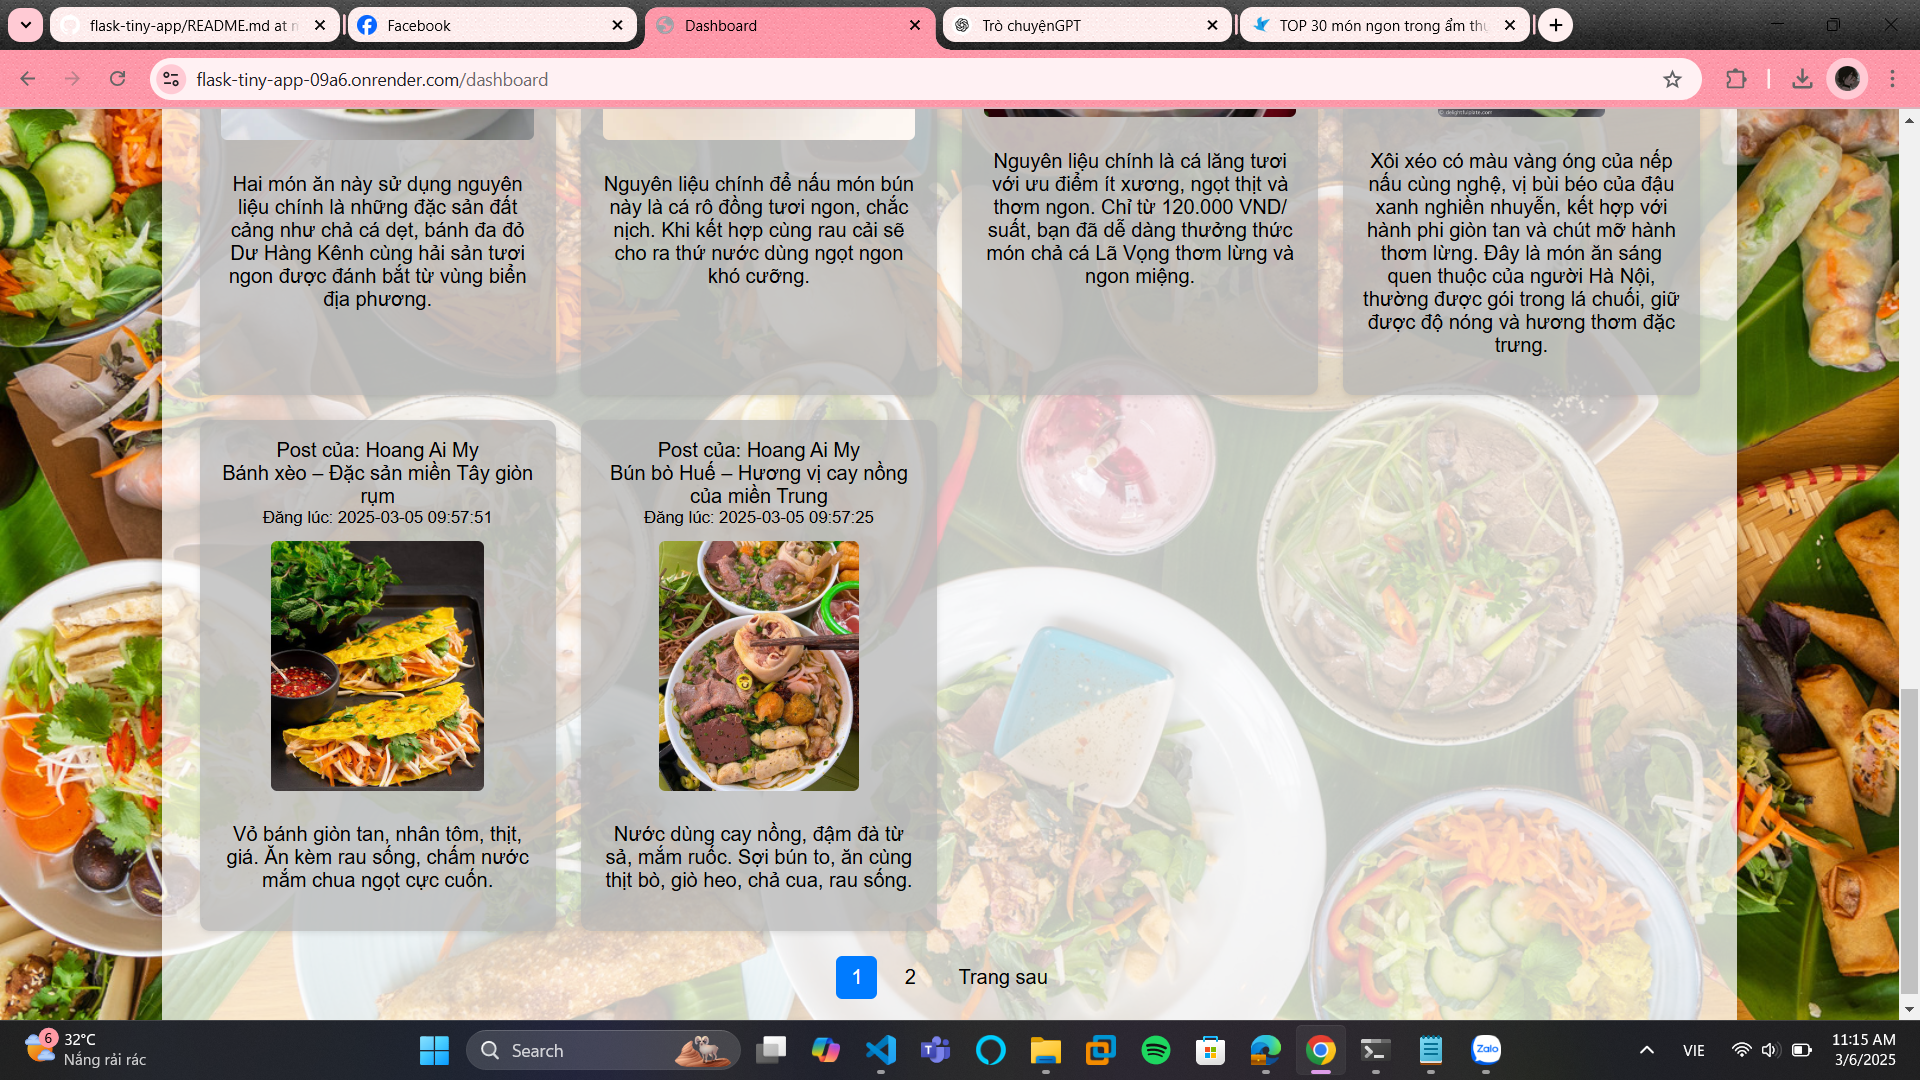 flask-tiny-app/README.md at n
Facebook
Dashboard
Trò chuyệnGPT
TOP 30 món ngon trong ẩm thụ
flask-tiny-app-09a6.onrender.com/dashboard
Hai món ăn này sử dụng nguyên
liệu chính là những đặc sản đất
cảng như chả cá dẹt, bánh đa đỏ
Dư Hàng Kênh cùng hải sản tươi
ngon được đánh bắt từ vùng biển
địa phương.
Nguyên liệu chính để nấu món bún
này là cá rô đồng tươi ngon, chắc
nịch. Khi kết hợp cùng rau cải sẽ
cho ra thứ nước dùng ngọt ngon
khó cưỡng.
Nguyên liệu chính là cá lăng tươi
với ưu điểm ít xương, ngọt thịt và
thơm ngon. Chỉ từ 120.000 VND/
suất, bạn đã dễ dàng thưởng thức
món chả cá Lã Vọng thơm lừng và
ngon miệng.
Xôi xéo có màu vàng óng của nếp
nấu cùng nghệ, vị bùi béo của đậu
xanh nghiền nhuyễn, kết hợp với
hành phi giòn tan và chút mỡ hành
thơm lừng. Đây là món ăn sáng
quen thuộc của người Hà Nội,
thường được gói trong lá chuối, giữ
được độ nóng và hương thơm đặc
trưng.
Post của: Hoang Ai My
Bánh xèo – Đặc sản miền Tây giòn
rụm
Đăng lúc: 2025-03-05 09:57:51
Vỏ bánh giòn tan, nhân tôm, thịt,
giá. Ăn kèm rau sống, chấm nước
mắm chua ngọt cực cuốn.
Post của: Hoang Ai My
Bún bò Huế – Hương vị cay nồng
của miền Trung
Đăng lúc: 2025-03-05 09:57:25
Nước dùng cay nồng, đậm đà từ
sả, mắm ruốc. Sợi bún to, ăn cùng
thịt bò, giò heo, chả cua, rau sống.
1 2 Trang sau
6
32°C
Nắng rải rác
Search
Zalo
VIE
11:15 AM
3/6/2025